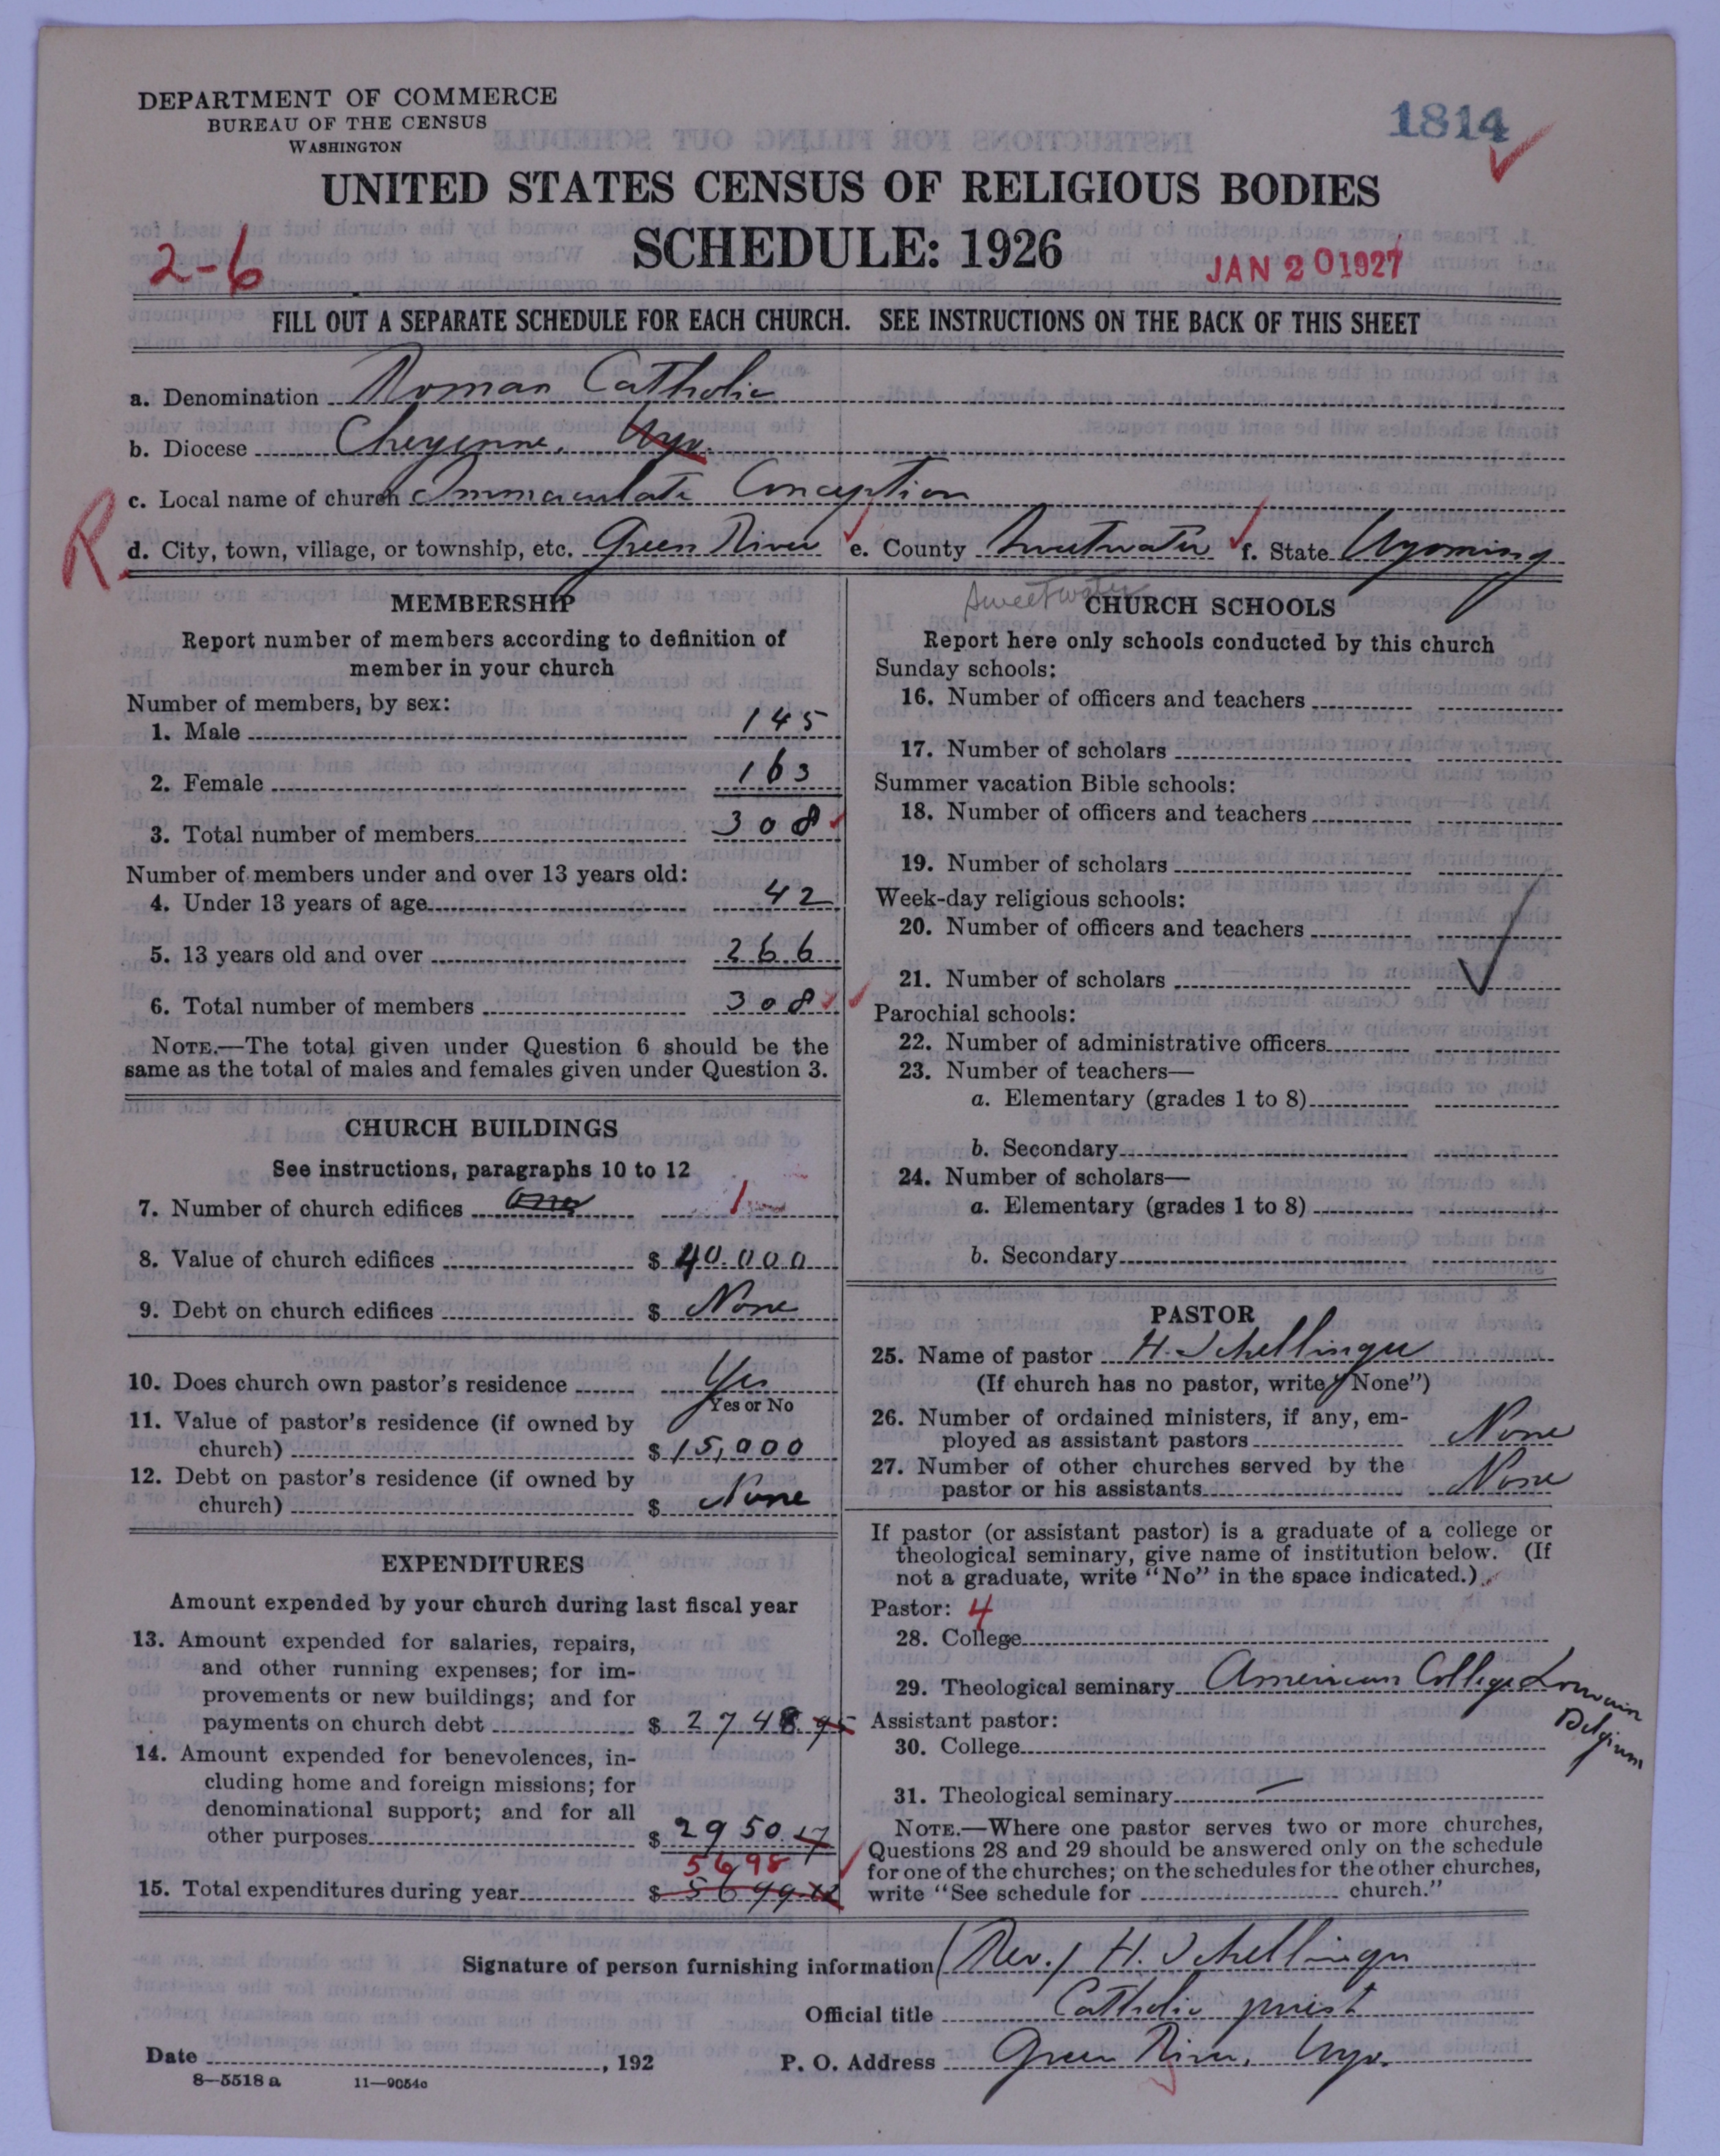 DEPARTMENT OF COMMERCE
BUREAU OF THE CENSUS
WASHINGTON
1814
UNITED STATES CENSUS OF RELIGIOUS BODIES
SCHEDULE: 1926
2-6
JAN 20 1927
FILL OUT A SEPARATE SCHEDULE FOR EACH CHURCH. SEE INSTRUCTIONS ON THE BACK OF THIS SHEET
a. Denomination Roman Catholic
b. Diocese Cheyenne, Wyo.
c. Local name of church Immaculate Conception
R. d. City, town, village, or township, etc. Green River e. County Sweetwater f. State Wyoming
Sweetwater
MEMBERSHIP
Report number of members according to definition of
member in your church
Number of members, by sex:
1. Male 145
2. Female 163
3. Total number of members 308
Number of members under and over 13 years old:
4. Under 13 years of age 42
5. 13 years old and over 266
6. Total number of members 308
NOTE.—The total given under Question 6 should be the
same as the total of males and females given under Question 3.
CHURCH BUILDINGS
See instructions, paragraphs 10 to 12
7. Number of church edifices One 1
8. Value of church edifices $ 40.000
9. Debt on church edifices $ None
10. Does church own pastor's residence Yes
Yes or No
11. Value of pastor's residence (if owned by
church) $ 15,000
12. Debt on pastor's residence (if owned by
church) $ None
EXPENDITURES
Amount expended by your church during last fiscal year
13. Amount expended for salaries, repairs,
and other running expenses; for im-
provements or new buildings; and for
payments on church debt $ 2748.95
14. Amount expended for benevolences, in-
cluding home and foreign missions; for
denominational support; and for all
other purposes $ 2950.17
5698
15. Total expenditures during year $ 5699.12
CHURCH SCHOOLS
Report here only schools conducted by this church
Sunday schools:
16. Number of officers and teachers
17. Number of scholars
Summer vacation Bible schools:
18. Number of officers and teachers
19. Number of scholars
Week-day religious schools:
20. Number of officers and teachers
21. Number of scholars
Parochial schools:
22. Number of administrative officers
23. Number of teachers—
a. Elementary (grades 1 to 8)
b. Secondary
24. Number of scholars—
a. Elementary (grades 1 to 8)
b. Secondary
PASTOR
25. Name of pastor H. Schellinger
(If church has no pastor, write "None")
26. Number of ordained ministers, if any, em-
ployed as assistant pastors None
27. Number of other churches served by the
pastor or his assistants None
If pastor (or assistant pastor) is a graduate of a college or
theological seminary, give name of institution below. (If
not a graduate, write "No" in the space indicated.)
Pastor: 4
28. College
29. Theological seminary American College Louvain
Belgium
Assistant pastor:
30. College
31. Theological seminary —
NOTE.—Where one pastor serves two or more churches,
Questions 28 and 29 should be answered only on the schedule
for one of the churches; on the schedules for the other churches,
write "See schedule for church."
Signature of person furnishing information (Rev.) H. Schellinger
Official title Catholic priest
Date , 192 P. O. Address Green River, Wyo.
8—5518 a 11—9054c